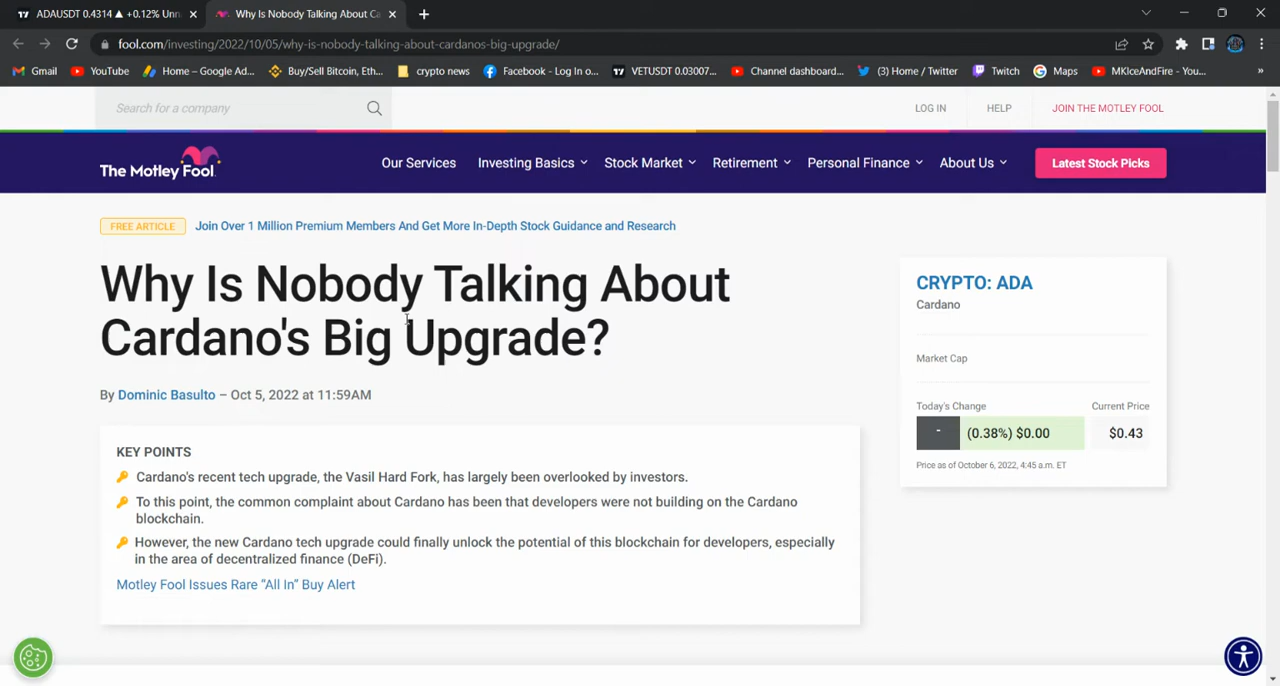 ADAUSDT 0.4314 ▲ +0.12% Unn
Why Is Nobody Talking About Ca
fool.com/investing/2022/10/05/why-is-nobody-talking-about-cardanos-big-upgrade/
Gmail
YouTube
Home – Google Ad...
Buy/Sell Bitcoin, Eth...
crypto news
Facebook - Log In o...
VETUSDT 0.03007...
Channel dashboard...
(3) Home / Twitter
Twitch
Maps
MKIceAndFire - You...
»
Search for a company
LOG IN
HELP
JOIN THE MOTLEY FOOL
The Motley Fool
Our Services
Investing Basics
Stock Market
Retirement
Personal Finance
About Us
Latest Stock Picks
FREE ARTICLE
Join Over 1 Million Premium Members And Get More In-Depth Stock Guidance and Research
Why Is Nobody Talking About
Cardano's Big Upgrade?
By Dominic Basulto – Oct 5, 2022 at 11:59AM
KEY POINTS
Cardano's recent tech upgrade, the Vasil Hard Fork, has largely been overlooked by investors.
To this point, the common complaint about Cardano has been that developers were not building on the Cardano
blockchain.
However, the new Cardano tech upgrade could finally unlock the potential of this blockchain for developers, especially
in the area of decentralized finance (DeFi).
Motley Fool Issues Rare “All In” Buy Alert
CRYPTO: ADA
Cardano
Market Cap
Today's Change
Current Price
-
(0.38%) $0.00
$0.43
Price as of October 6, 2022, 4:45 a.m. ET